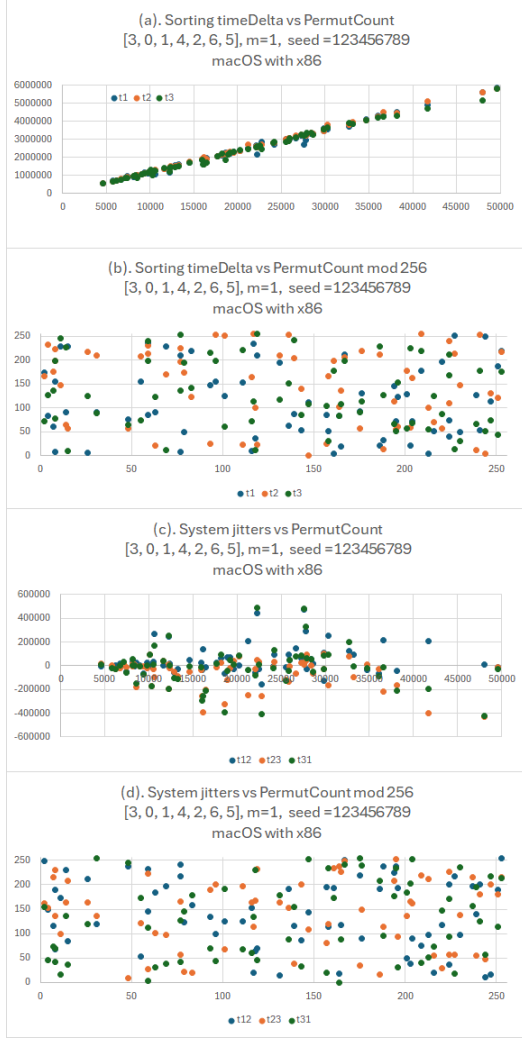 (a). Sorting timeDelta vs PermutCount
[3, 0, 1, 4, 2, 6, 5], m=1, seed =123456789
macOS with x86
6000000
t1 t2 t3
5000000
4000000
3000000
2000000
1000000
0
0 5000 10000 15000 20000 25000 30000 35000 40000 45000 50000
(b). Sorting timeDelta vs PermutCount mod 256
[3, 0, 1, 4, 2, 6, 5], m=1, seed =123456789
macOS with x86
250
200
150
100
50
0
0 50 100 150 200 250
t1 t2 t3
(c). System jitters vs PermutCount
[3, 0, 1, 4, 2, 6, 5], m=1, seed =123456789
macOS with x86
600000
400000
200000
0
0 5000 10000 15000 20000 25000 30000 35000 40000 45000 50000
-200000
-400000
-600000
t12 t23 t31
(d). System jitters vs PermutCount mod 256
[3, 0, 1, 4, 2, 6, 5], m=1, seed =123456789
macOS with x86
250
200
150
100
50
0
0 50 100 150 200 250
t12 t23 t31